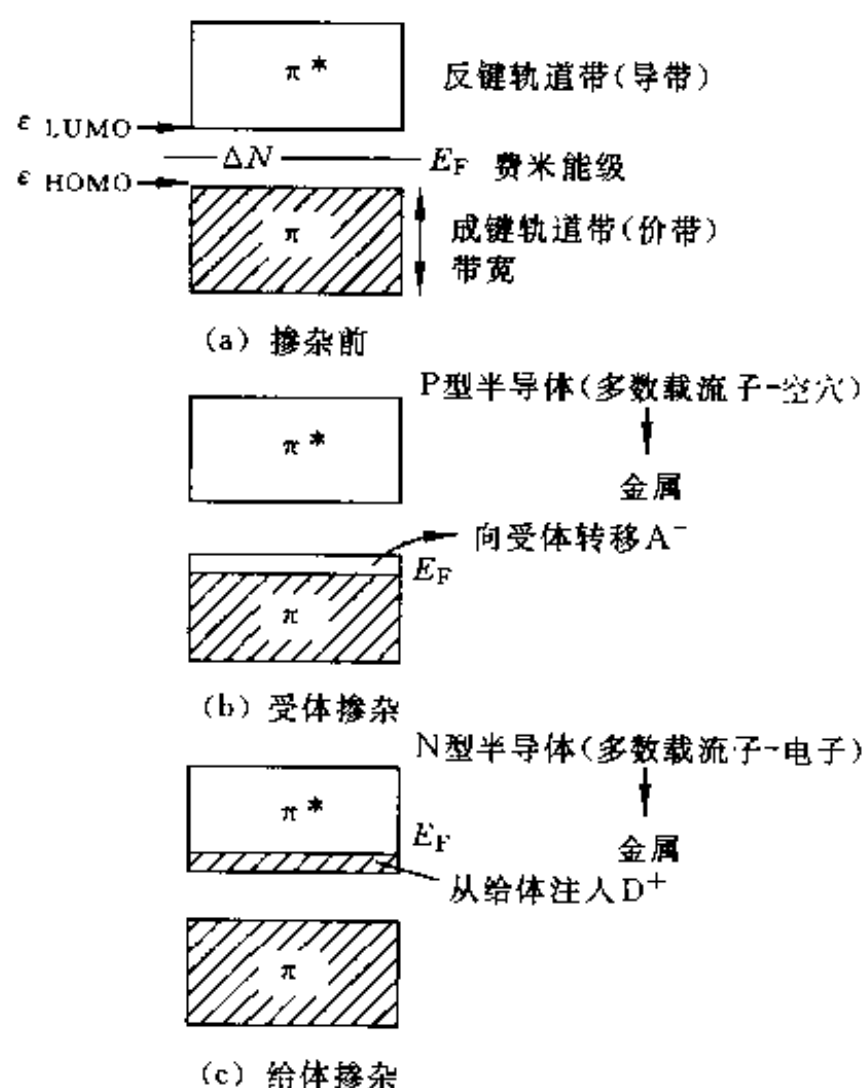 π*
反键轨道带(导带)
ε LUMO
ΔN
E_F 费米能级
ε HOMO
π
成键轨道带(价带)
带宽
(a) 掺杂前
P型半导体(多数载流子-空穴)
π*
金属
向受体转移A⁻
E_F
π
(b) 受体掺杂
N型半导体(多数载流子-电子)
π*
E_F
金属
从给体注人D⁺
π
(c) 给体掺杂